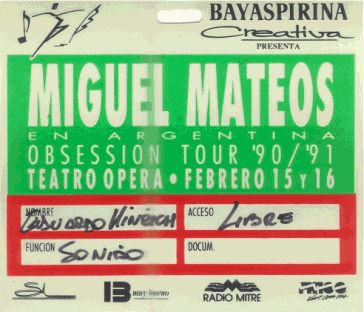 BAYASPIRINA
Creativa
PRESENTA
MIGUEL MATEOS
EN ARGENTINA
OBSESSION TOUR '90/'91
TEATRO OPERA • FEBRERO 15 Y 16
NOMBRE
ACCESO LIBRE
FUNCION SONIDO
DOCUM.
RADIO MITRE